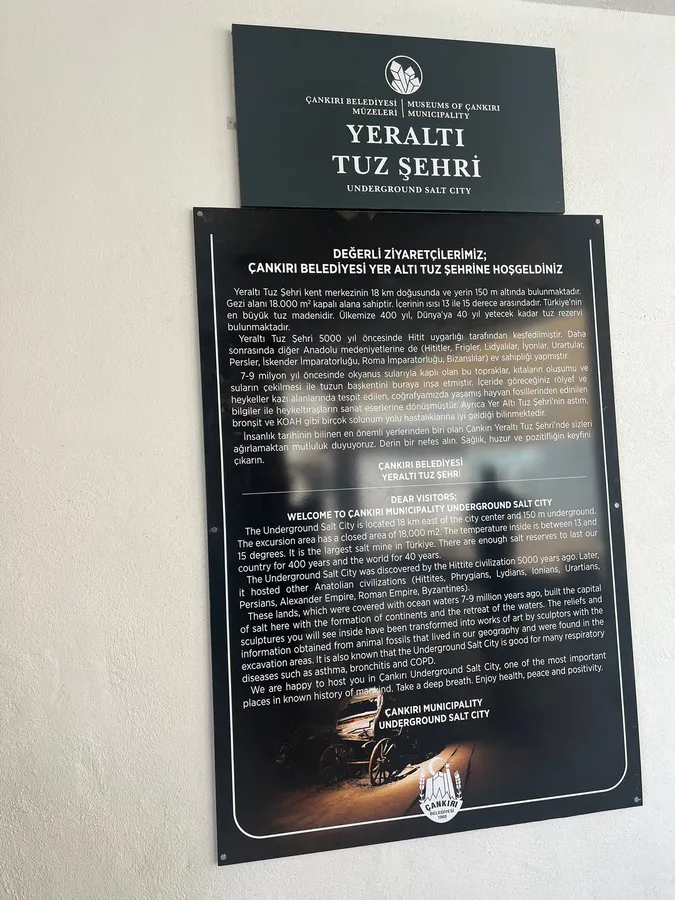 ÇANKIRI BELEDİYESİ MÜZELERİ
MUSEUMS OF ÇANKIRI MUNICIPALITY
YERALTI
TUZ ŞEHRİ
UNDERGROUND SALT CITY
DEĞERLİ ZİYARETÇİLERİMİZ;
ÇANKIRI BELEDİYESİ YER ALTI TUZ ŞEHRİNE HOŞGELDİNİZ
Yeraltı Tuz Şehri kent merkezinin 18 km doğusunda ve yerin 150 m altında bulunmaktadır.
Gezi alanı 18.000 m² kapalı alana sahiptir. İçerinin ısısı 13 ile 15 derece arasındadır. Türkiye'nin
en büyük tuz madenidir. Ülkemize 400 yıl, Dünya'ya 40 yıl yetecek kadar tuz rezervi
bulunmaktadır.
Yeraltı Tuz Şehri 5000 yıl öncesinde Hitit uygarlığı tarafından keşfedilmiştir. Daha
sonrasında diğer Anadolu medeniyetlerine de (Hititler, Frigler, Lidyalılar, İyonlar, Urartular,
Persler, İskender İmparatorluğu, Roma İmparatorluğu, Bizanslılar) ev sahipliği yapmıştır.
7-9 milyon yıl öncesinde okyanus sularıyla kaplı olan bu topraklar, kıtaların oluşumu ve
suların çekilmesi ile tuzun başkentini buraya inşa etmiştir. İçeride göreceğiniz rölyef ve
heykeller kazı alanlarında tespit edilen, coğrafyamızda yaşamış hayvan fosillerinden edinilen
bilgiler ile heykeltıraşların sanat eserlerine dönüşmüştür. Ayrıca Yer Altı Tuz Şehri'nin astım,
bronşit ve KOAH gibi birçok solunum yolu hastalıklarına iyi geldiği bilinmektedir.
İnsanlık tarihinin bilinen en önemli yerlerinden biri olan Çankırı Yeraltı Tuz Şehri'nde sizleri
ağırlamaktan mutluluk duyuyoruz. Derin bir nefes alın. Sağlık, huzur ve pozitifliğin keyfini
çıkarın.
ÇANKIRI BELEDİYESİ
YERALTI TUZ ŞEHRİ
DEAR VISITORS;
WELCOME TO ÇANKIRI MUNICIPALITY UNDERGROUND SALT CITY
The Underground Salt City is located 18 km east of the city center and 150 m underground.
The excursion area has a closed area of 18,000 m2. The temperature inside is between 13 and
15 degrees. It is the largest salt mine in Türkiye. There are enough salt reserves to last our
country for 400 years and the world for 40 years.
The Underground Salt City was discovered by the Hittite civilization 5000 years ago. Later,
it hosted other Anatolian civilizations (Hittites, Phrygians, Lydians, Ionians, Urartians,
Persians, Alexander Empire, Roman Empire, Byzantines).
These lands, which were covered with ocean waters 7-9 million years ago, built the capital
of salt here with the formation of continents and the retreat of the waters. The reliefs and
sculptures you will see inside have been transformed into works of art by sculptors with the
information obtained from animal fossils that lived in our geography and were found in the
excavation areas. It is also known that the Underground Salt City is good for many respiratory
diseases such as asthma, bronchitis and COPD.
We are happy to host you in Çankırı Underground Salt City, one of the most important
places in known history of mankind. Take a deep breath. Enjoy health, peace and positivity.
ÇANKIRI MUNICIPALITY
UNDERGROUND SALT CITY
ÇANKIRI
BELEDİYESİ